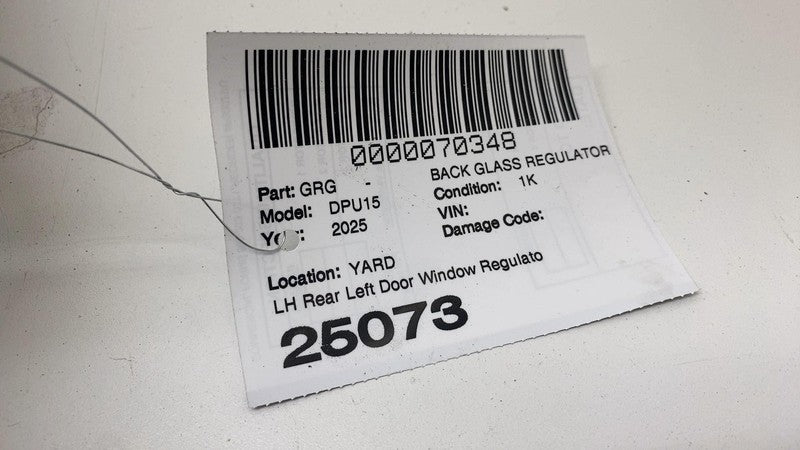 0000070348
Part: GRG - BACK GLASS REGULATOR
Model: DPU15 Condition: 1K
Year: 2025 VIN:
Damage Code:
Location: YARD
LH Rear Left Door Window Regulato
25073